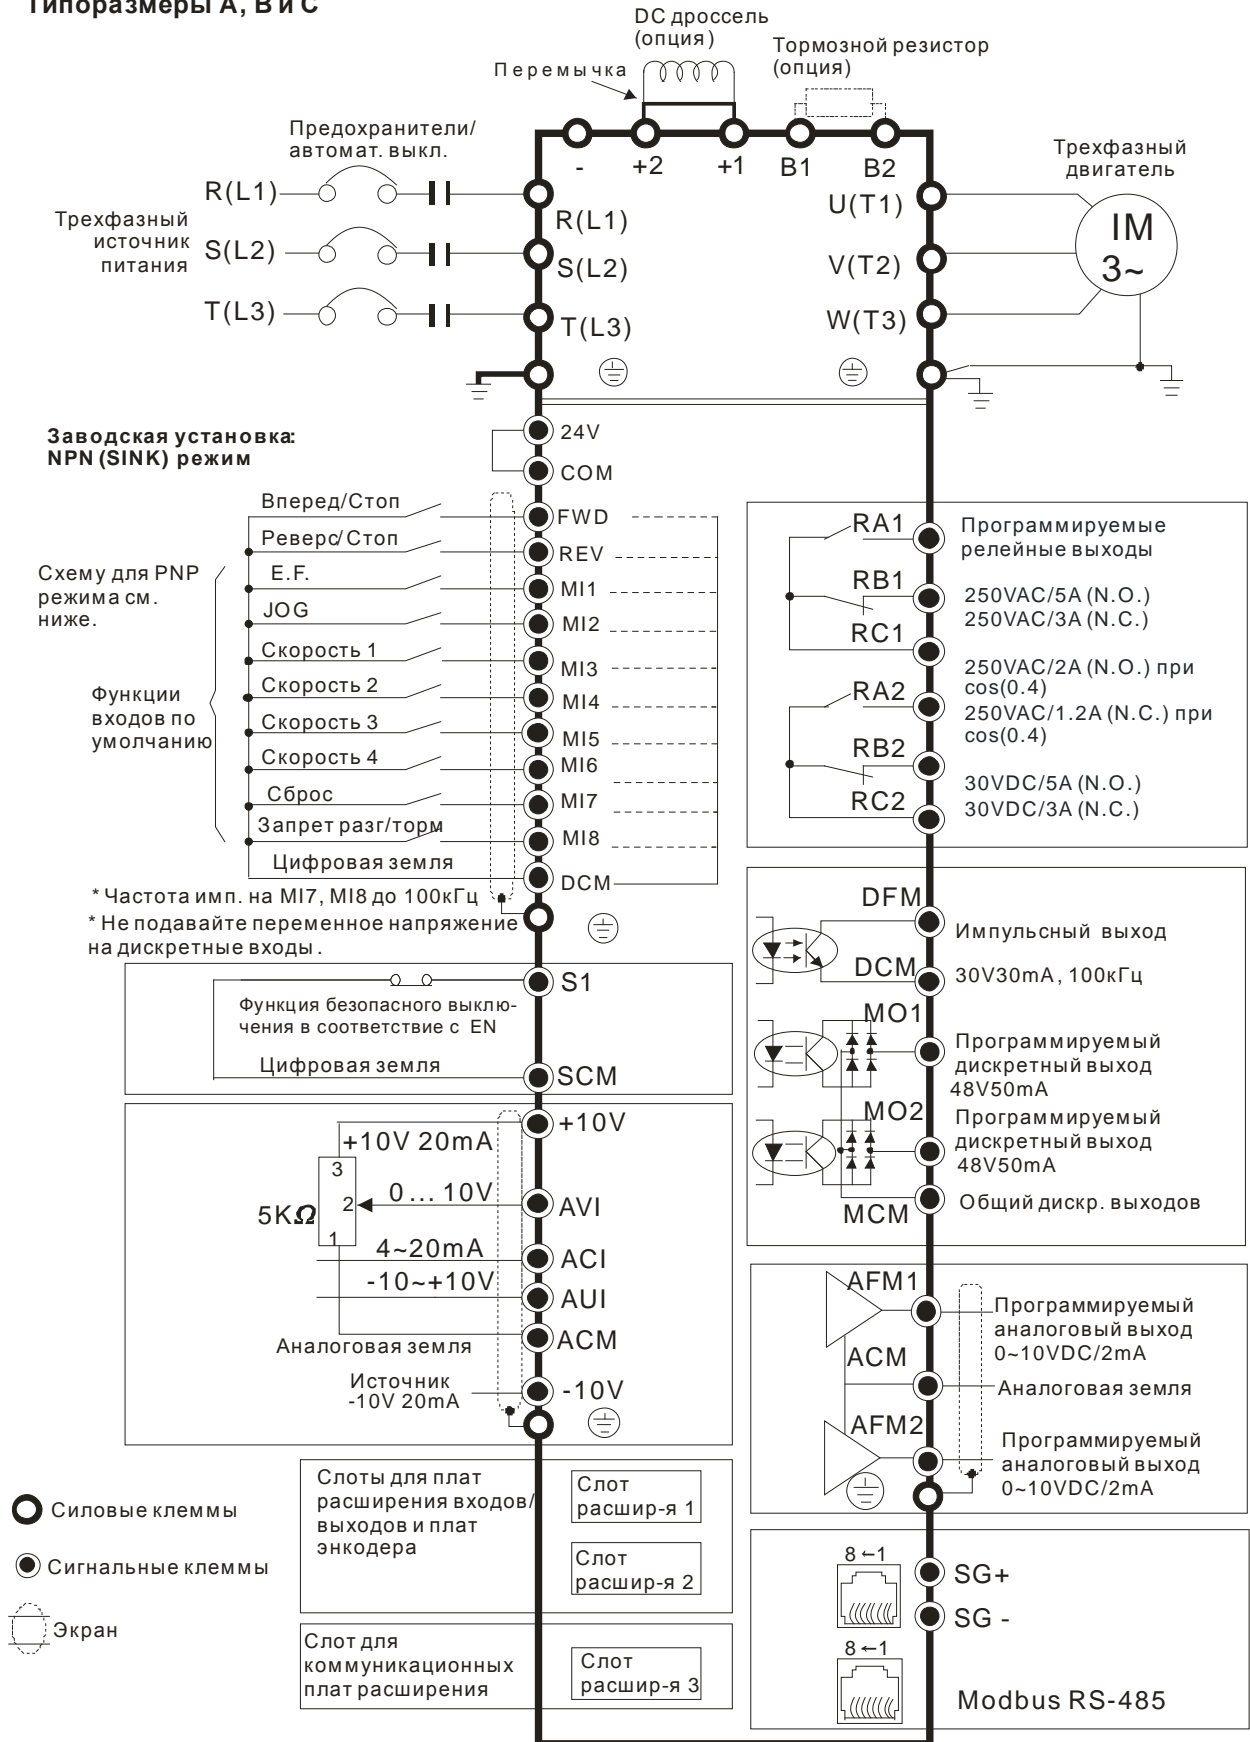 Типоразмеры A, B и C
DC дроссель
(опция)
Перемычка
Тормозной резистор
(опция)
-
+2
+1
B1
B2
Предохранители/
автомат. выкл.
R(L1)
S(L2)
T(L3)
Трехфазный
источник
питания
R(L1)
S(L2)
T(L3)
U(T1)
V(T2)
W(T3)
Трехфазный
двигатель
IM
3~
Заводская установка:
NPN (SINK) режим
24V
COM
Вперед/Стоп
FWD
Реверс/Стоп
REV
E.F.
MI1
JOG
MI2
Скорость 1
MI3
Скорость 2
MI4
Скорость 3
MI5
Скорость 4
MI6
Сброс
MI7
Запрет разг/торм
MI8
Цифровая земля
DCM
Схему для PNP
режима см.
ниже.
Функции
входов по
умолчанию
* Частота имп. на MI7, MI8 до 100кГц
* Не подавайте переменное напряжение
на дискретные входы.
S1
Функция безопасного выклю-
чения в соответствие с EN
Цифровая земля
SCM
+10V
+10V 20mA
3
2
1
5KΩ
0 ... 10V
AVI
4~20mA
ACI
-10~+10V
AUI
ACM
Аналоговая земля
Источник
-10V 20mA
-10V
Слоты для плат
расширения входов/
выходов и плат
энкодера
Слот
расшир-я 1
Слот
расшир-я 2
Слот для
коммуникационных
плат расширения
Слот
расшир-я 3
Силовые клеммы
Сигнальные клеммы
Экран
RA1
RB1
RC1
RA2
RB2
RC2
Программируемые
релейные выходы
250VAC/5A (N.O.)
250VAC/3A (N.C.)
250VAC/2A (N.O.) при
cos(0.4)
250VAC/1.2A (N.C.) при
cos(0.4)
30VDC/5A (N.O.)
30VDC/3A (N.C.)
DFM
Импульсный выход
DCM
30V30mA, 100кГц
MO1
Программируемый
дискретный выход
48V50mA
MO2
Программируемый
дискретный выход
48V50mA
MCM
Общий дискр. выходов
AFM1
Программируемый
аналоговый выход
0~10VDC/2mA
ACM
Аналоговая земля
AFM2
Программируемый
аналоговый выход
0~10VDC/2mA
8←1
SG+
SG -
8←1
Modbus RS-485